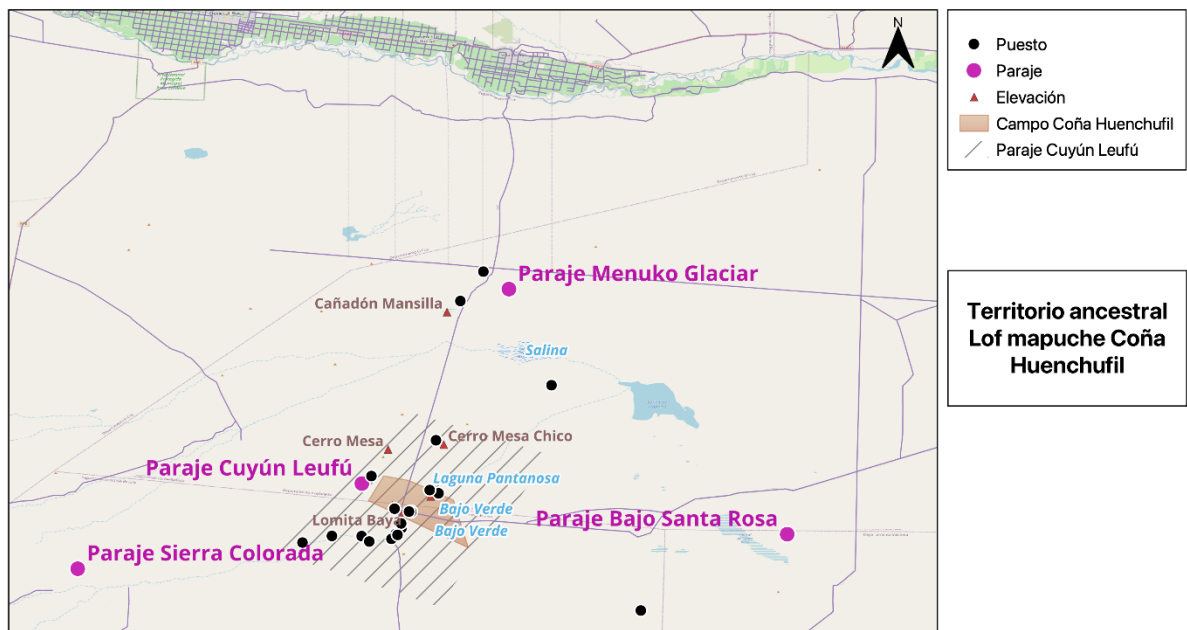 N
Puesto
Paraje
Elevación
Campo Coña Huenchufil
Paraje Cuyún Leufú
Territorio ancestral
Lof mapuche Coña
Huenchufil
Paraje Menuko Glaciar
Cañadón Mansilla
Salina
Cerro Mesa
Cerro Mesa Chico
Paraje Cuyún Leufú
Laguna Pantanosa
Bajo Verde
Lomita Baya
Paraje Bajo Santa Rosa
Bajo Verde
Paraje Sierra Colorada